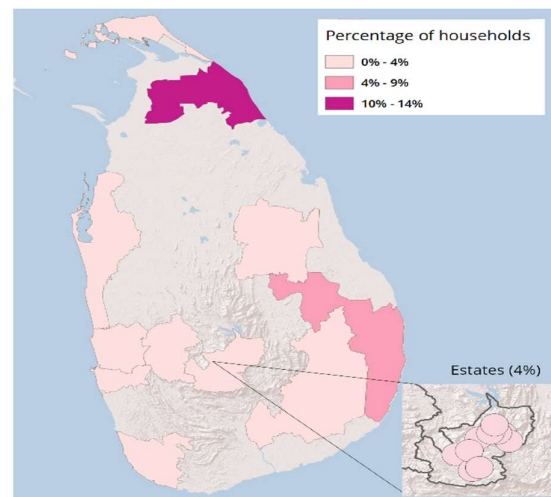 Percentage of households
0% - 4%
4% - 9%
10% - 14%
Estates (4%)